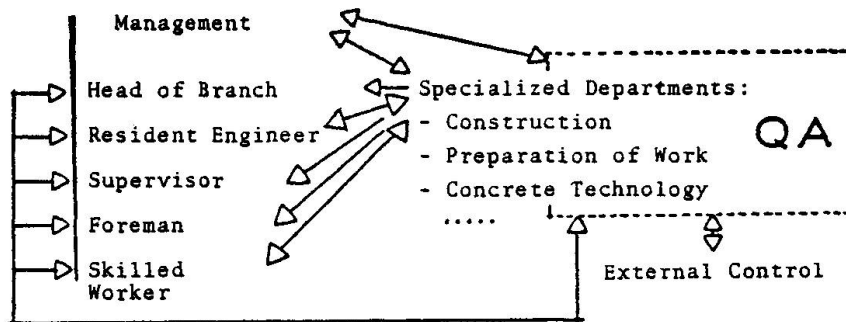 Management
Head of Branch
Resident Engineer
Supervisor
Foreman
Skilled
Worker
Specialized Departments:
- Construction
- Preparation of Work
- Concrete Technology
.....
QA
External Control